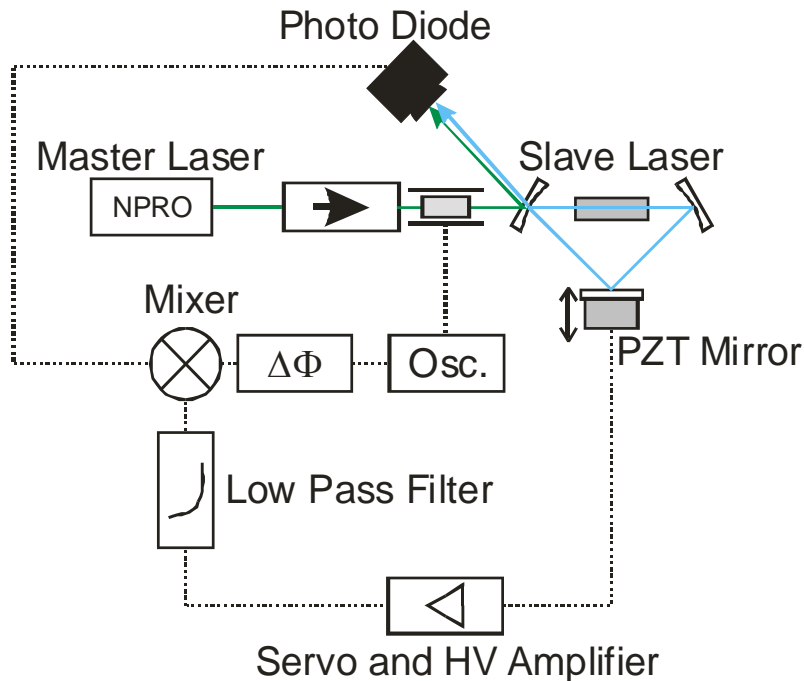 Photo Diode
Master Laser
Slave Laser
NPRO
Mixer
PZT Mirror
ΔΦ
Osc.
Low Pass Filter
Servo and HV Amplifier